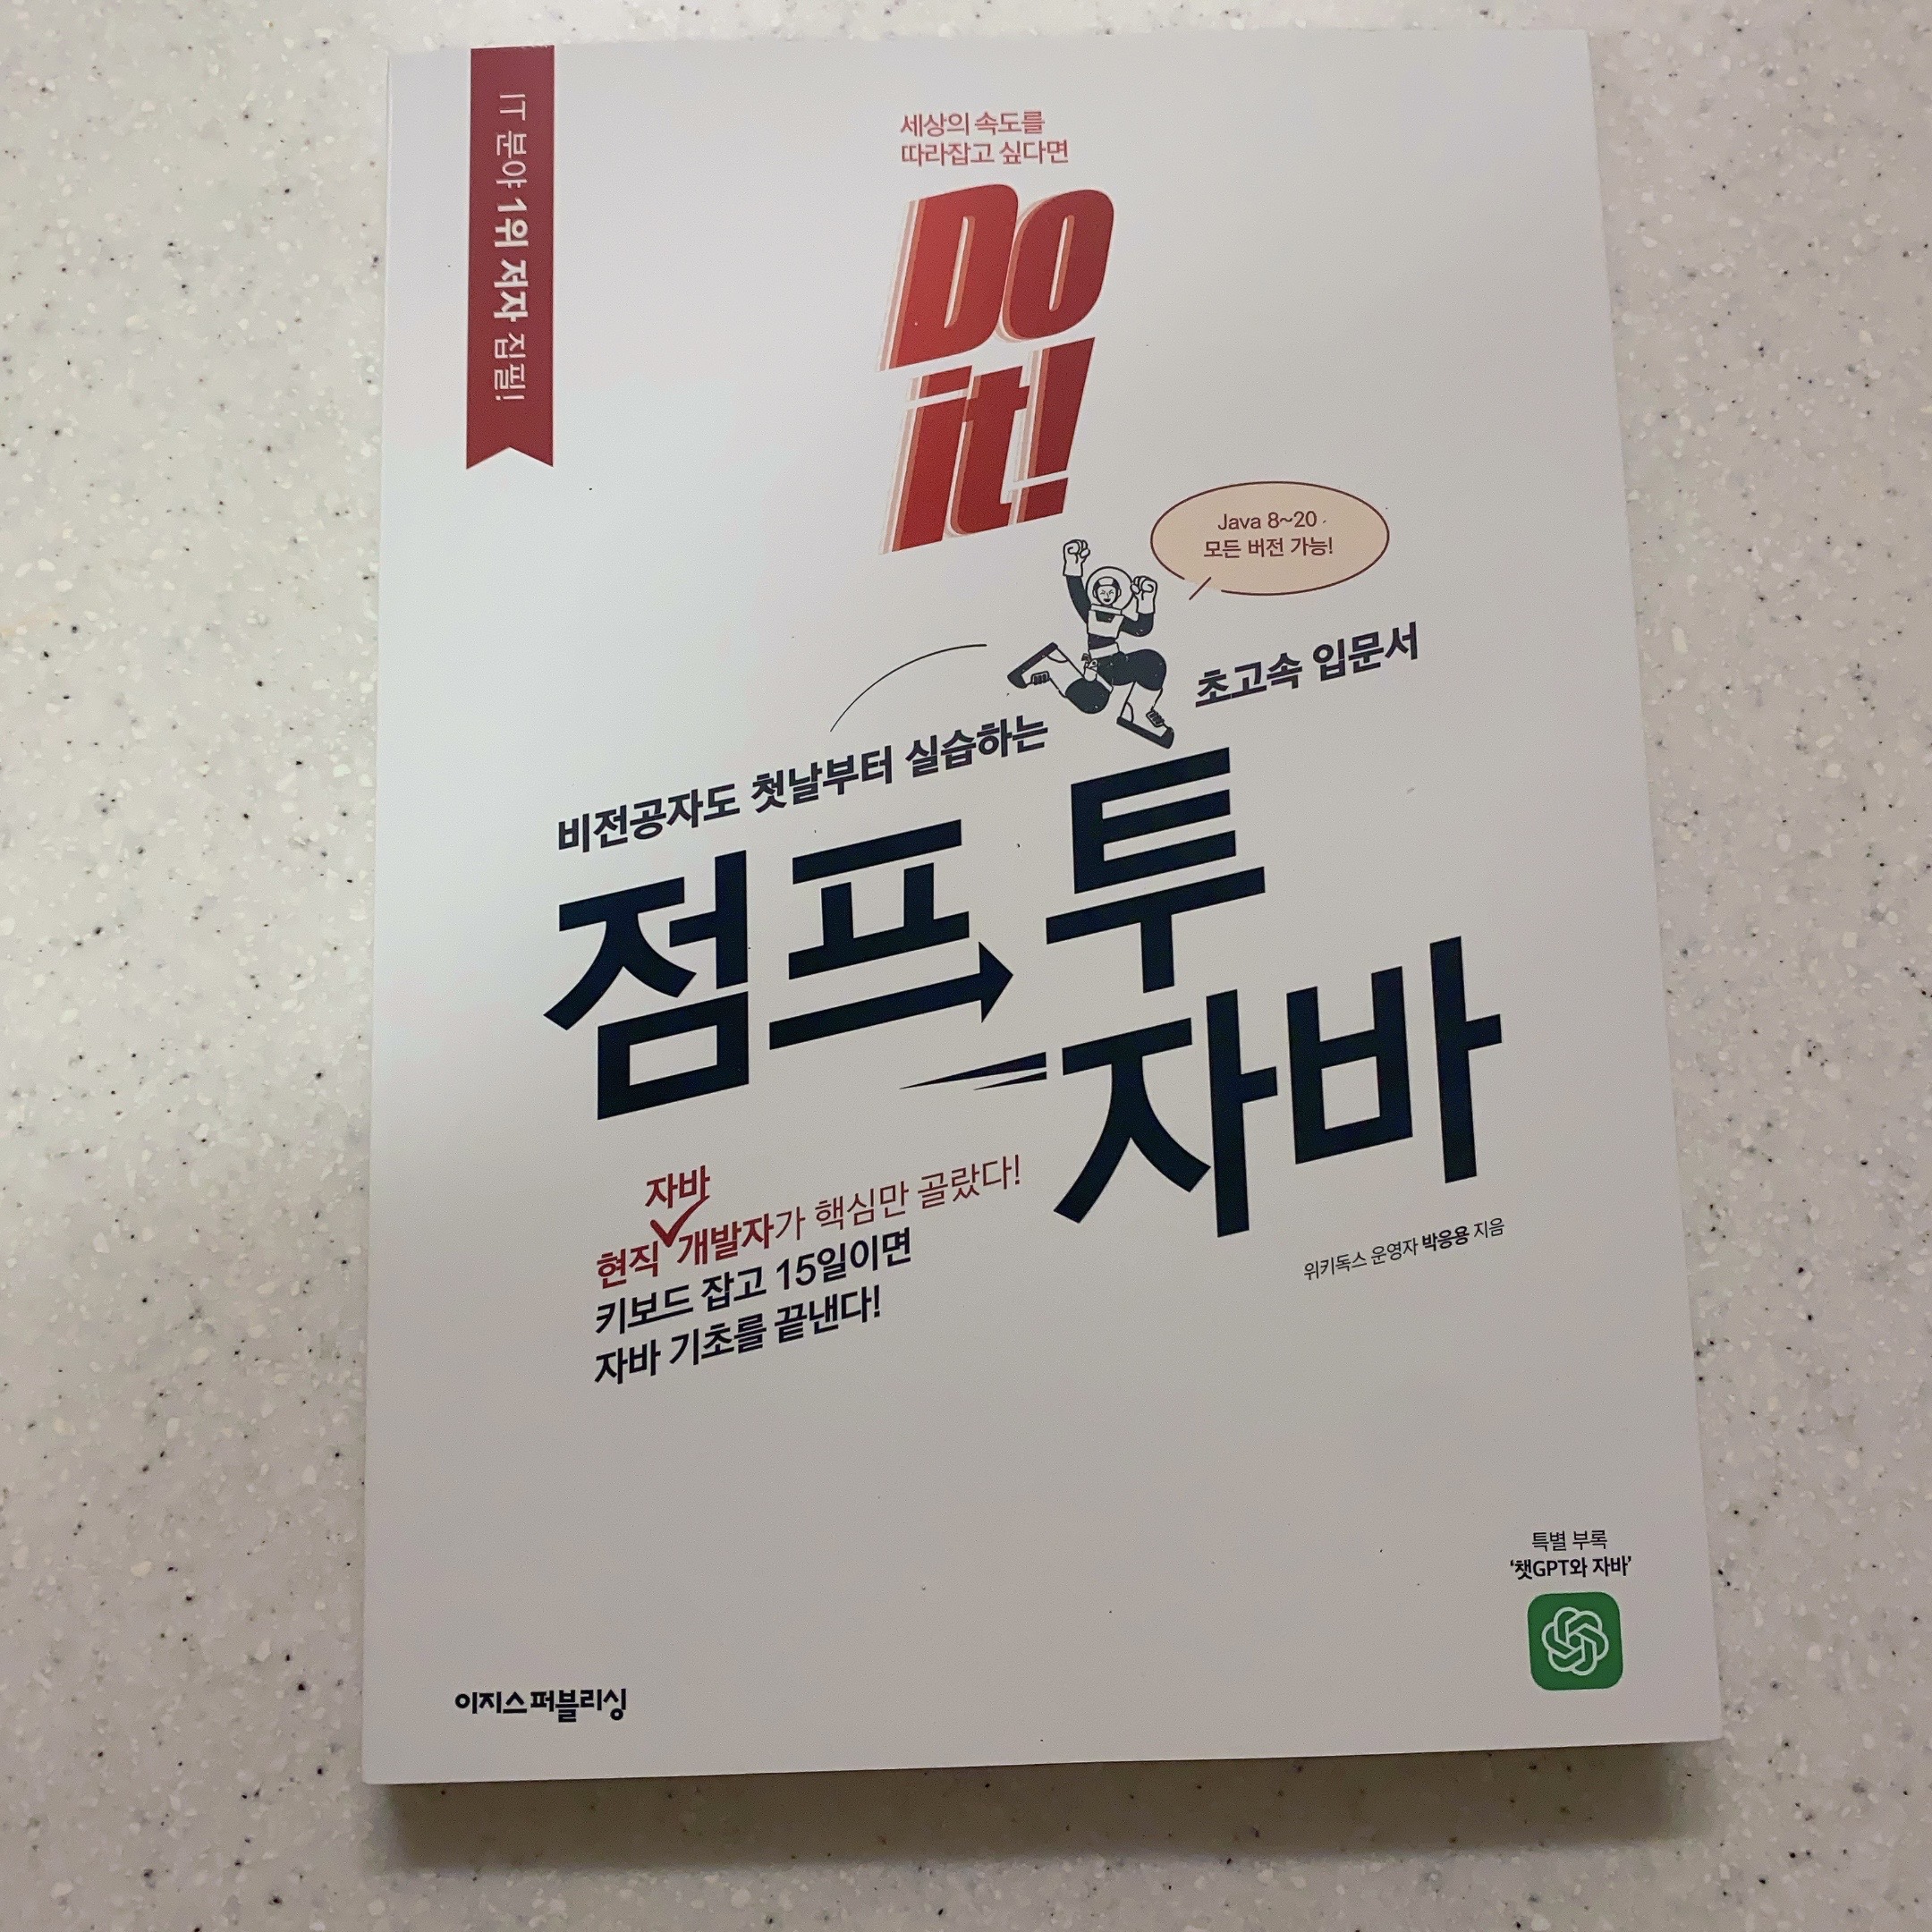 IT 분야 1위 저자 집필!
세상의 속도를
따라잡고 싶다면
Do
it!
Java 8~20
모든 버전 가능!
비전공자도 첫날부터 실습하는 초고속 입문서
점프 투
자바
자바
현직 개발자가 핵심만 골랐다!
키보드 잡고 15일이면
자바 기초를 끝낸다!
위키독스 운영자 박응용 지음
특별 부록
‘챗GPT와 자바’
이지스퍼블리싱